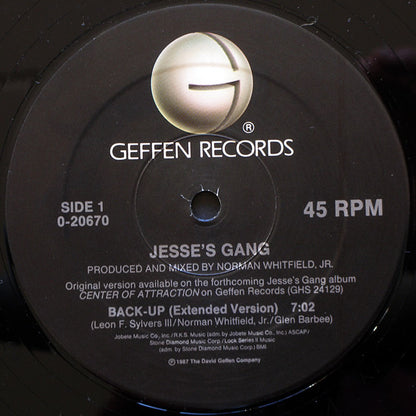 ®
GEFFEN RECORDS
SIDE 1
0-20670
45 RPM
JESSE'S GANG
PRODUCED AND MIXED BY NORMAN WHITFIELD, JR.
Original version available on the forthcoming Jesse's Gang album
CENTER OF ATTRACTION on Geffen Records (GHS 24129)
BACK-UP (Extended Version) 7:02
(Leon F. Sylvers III/Norman Whitfield, Jr./Glen Barbee)
Jobete Music Co., Inc./R.K.S. Music (adm. by Jobete Music Co., Inc.) ASCAP/
Stone Diamond Music Corp./Lock Series II Music
(adm. by Stone Diamond Music Corp.) BMI
℗1987 The David Geffen Company